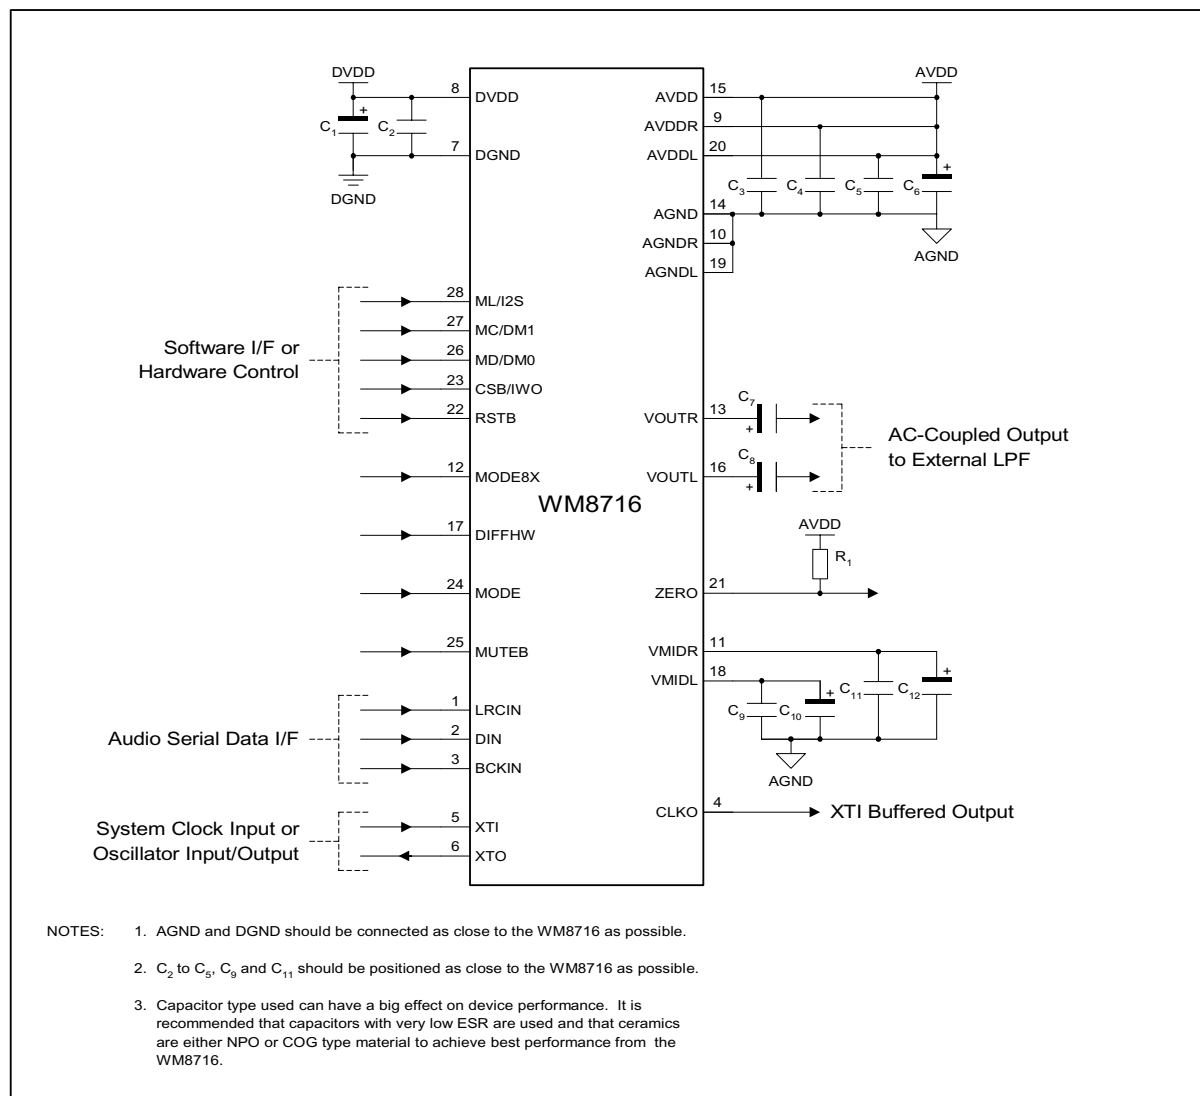 DVDD
AVDD
8 DVDD
AVDD 15
C1 +
C2
AVDDR 9
7 DGND
AVDDL 20
DGND
C3
C4
C5
C6 +
AGND 14
AGNDR 10
AGND
AGNDL 19
28 ML/I2S
27 MC/DM1
Software I/F or
Hardware Control
26 MD/DM0
23 CSB/IWO
22 RSTB
VOUTR 13
C7
+
AC-Coupled Output
to External LPF
12 MODE8X
VOUTL 16
C8
+
WM8716
17 DIFFHW
AVDD
R1
24 MODE
ZERO 21
25 MUTEB
VMIDR 11
VMIDL 18
C9
C10 +
C11
C12 +
1 LRCIN
Audio Serial Data I/F
2 DIN
3 BCKIN
AGND
CLKO 4
XTI Buffered Output
System Clock Input or
Oscillator Input/Output
5 XTI
6 XTO
NOTES: 1. AGND and DGND should be connected as close to the WM8716 as possible.
2. C2 to C5, C9 and C11 should be positioned as close to the WM8716 as possible.
3. Capacitor type used can have a big effect on device performance. It is
recommended that capacitors with very low ESR are used and that ceramics
are either NPO or COG type material to achieve best performance from the
WM8716.